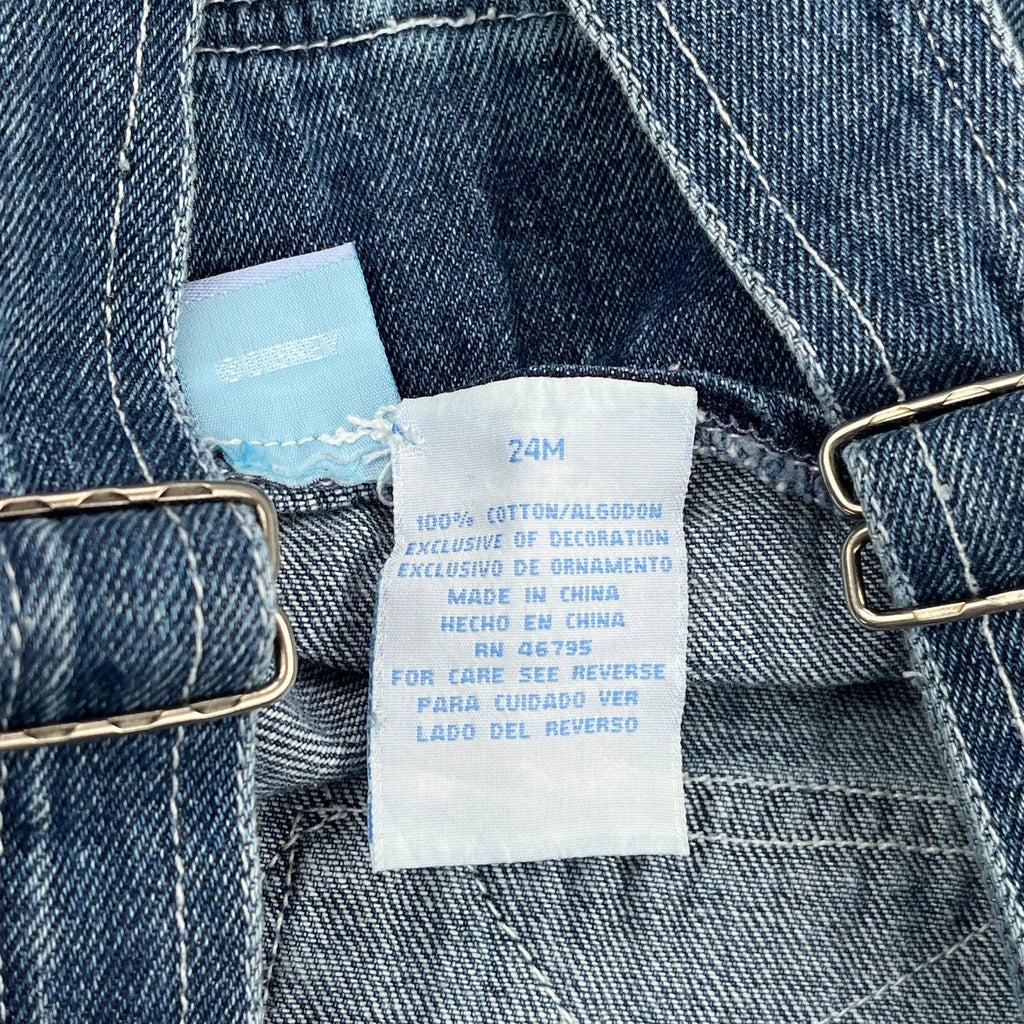 24M
100% COTTON/ALGODON
EXCLUSIVE OF DECORATION
EXCLUSIVO DE ORNAMENTO
MADE IN CHINA
HECHO EN CHINA
RN 46795
FOR CARE SEE REVERSE
PARA CUIDADO VER
LADO DEL REVERSO